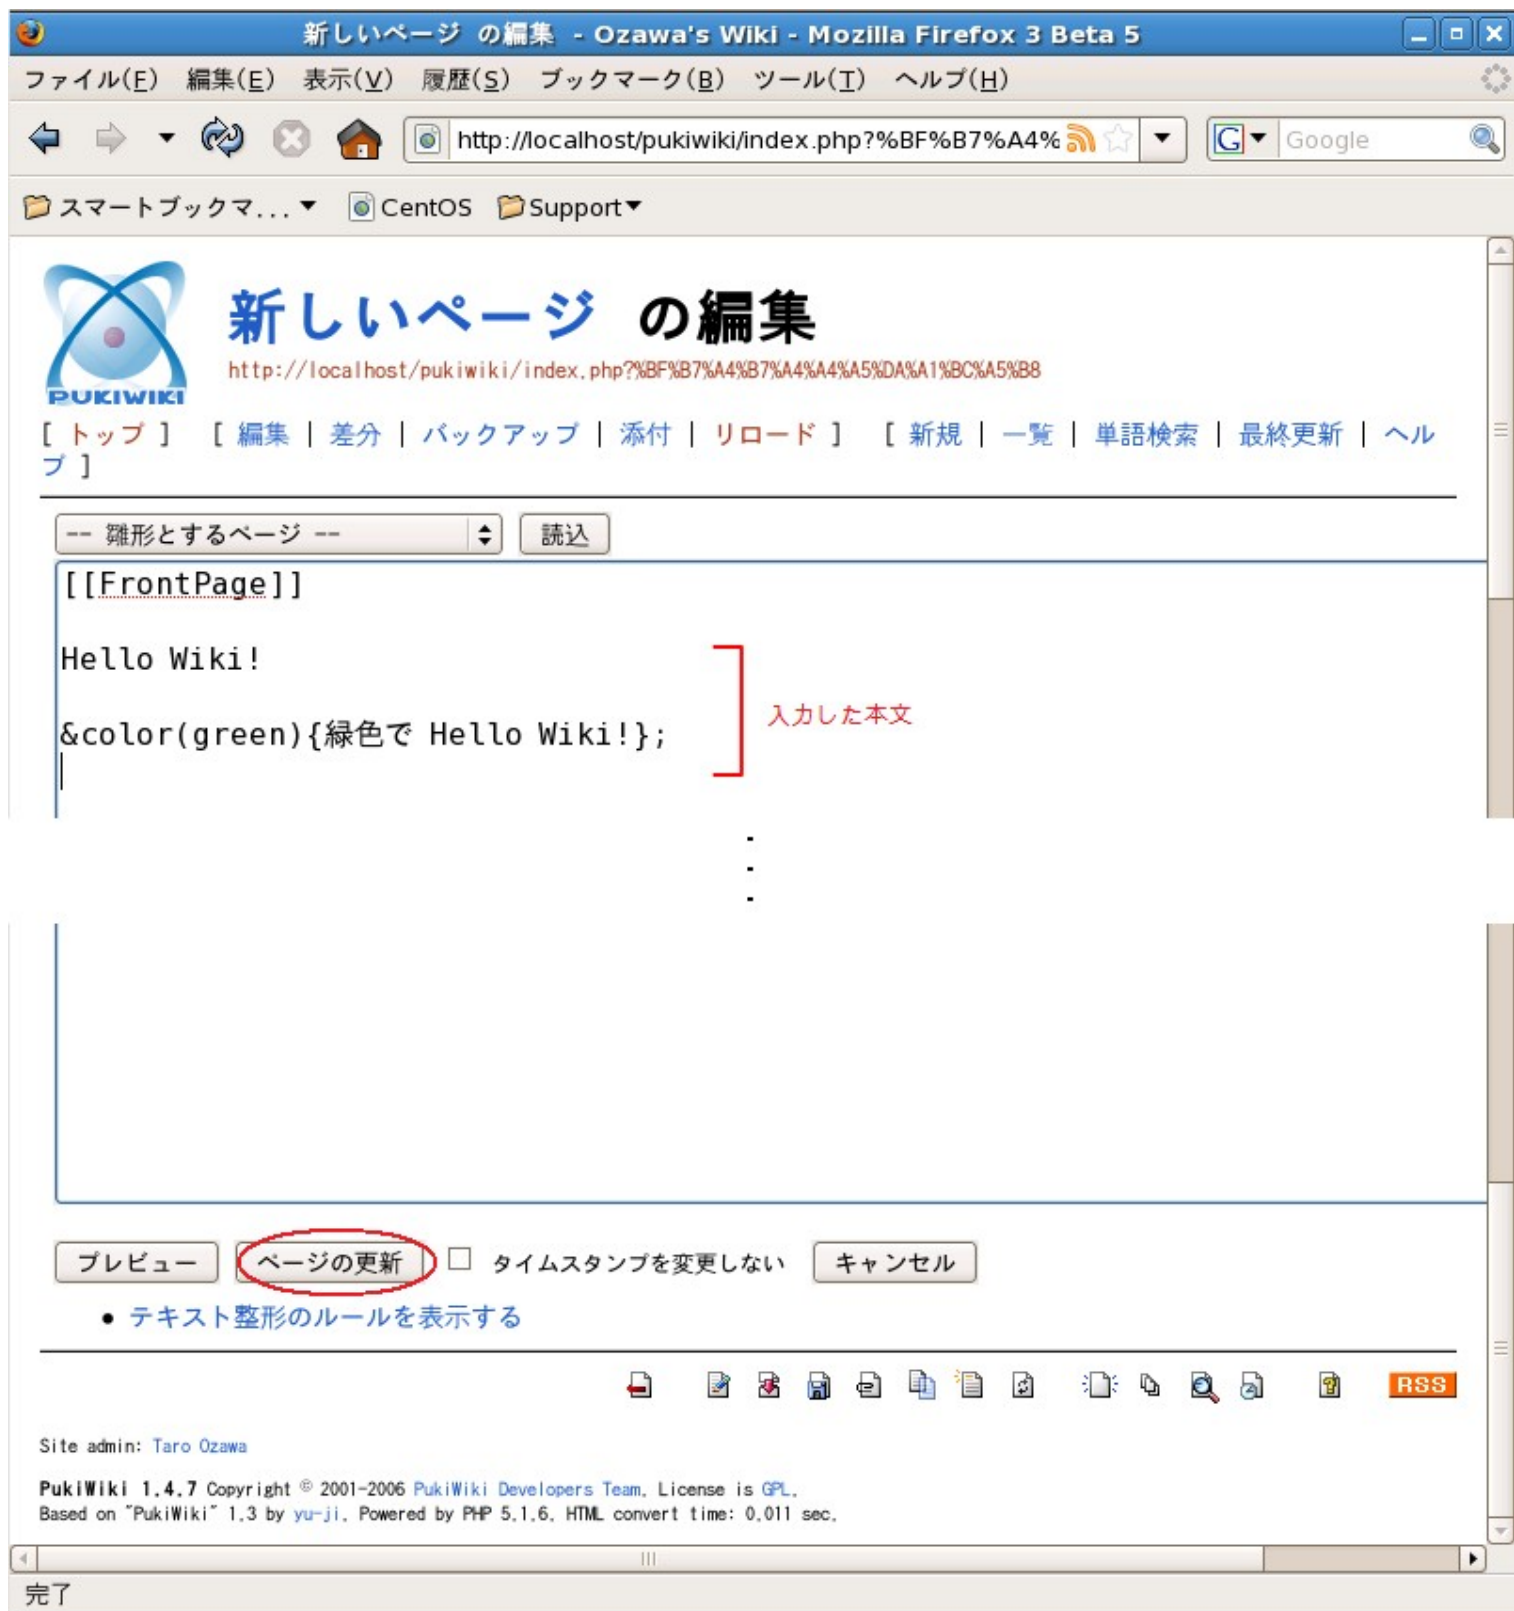 新しいページ の編集 - Ozawa's Wiki - Mozilla Firefox 3 Beta 5
ファイル(F) 編集(E) 表示(V) 履歴(S) ブックマーク(B) ツール(T) ヘルプ(H)
http://localhost/pukiwiki/index.php?%BF%B7%A4% G Google
スマートブックマ... CentOS Support
新しいページ の編集
http://localhost/pukiwiki/index.php?%BF%B7%A4%B7%A4%A4%A5%DA%A1%BC%A5%B8
PUKIWIKI
[ トップ ] [ 編集 | 差分 | バックアップ | 添付 | リロード ] [ 新規 | 一覧 | 単語検索 | 最終更新 | ヘル
プ ]
-- 雛形とするページ -- 読込
[[FrontPage]]
Hello Wiki!
入力した本文
&color(green){緑色で Hello Wiki!};
プレビュー ページの更新 タイムスタンプを変更しない キャンセル
• テキスト整形のルールを表示する
RSS
Site admin: Taro Ozawa
PukiWiki 1.4.7 Copyright © 2001-2006 PukiWiki Developers Team. License is GPL.
Based on "PukiWiki" 1.3 by yu-ji. Powered by PHP 5.1.6. HTML convert time: 0.011 sec.
完了